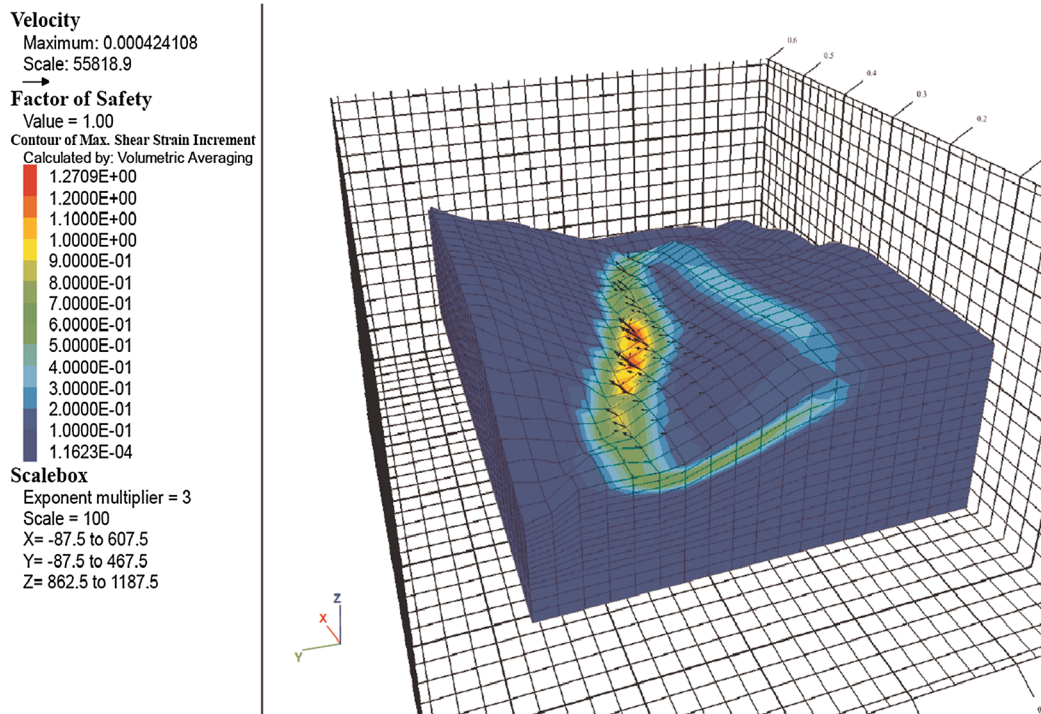 Velocity
Maximum: 0.000424108
Scale: 55818.9
Factor of Safety
Value = 1.00
Contour of Max. Shear Strain Increment
Calculated by: Volumetric Averaging
1.2709E+00
1.2000E+00
1.1000E+00
1.0000E+00
9.0000E-01
8.0000E-01
7.0000E-01
6.0000E-01
5.0000E-01
4.0000E-01
3.0000E-01
2.0000E-01
1.0000E-01
1.1623E-04
Scalebox
Exponent multiplier = 3
Scale = 100
X= -87.5 to 607.5
Y= -87.5 to 467.5
Z= 862.5 to 1187.5
0.6
0.5
0.4
0.3
0.2
Z
X
Y